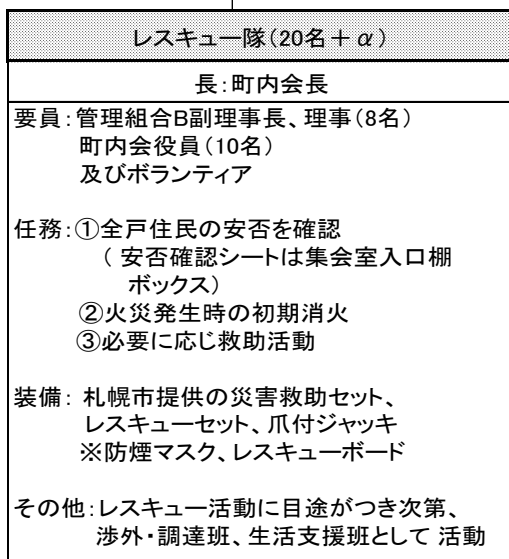 レスキュー隊(20名+α)
長:町内会長
要員:管理組合B副理事長、理事(8名)
町内会役員(10名)
及びボランティア
任務:①全戸住民の安否を確認
( 安否確認シートは集会室入口棚
ボックス)
②火災発生時の初期消火
③必要に応じ救助活動
装備: 札幌市提供の災害救助セット、
レスキューセット、爪付ジャッキ
※防煙マスク、レスキューボード
その他:レスキュー活動に目途がつき次第、
渉外・調達班、生活支援班として 活動